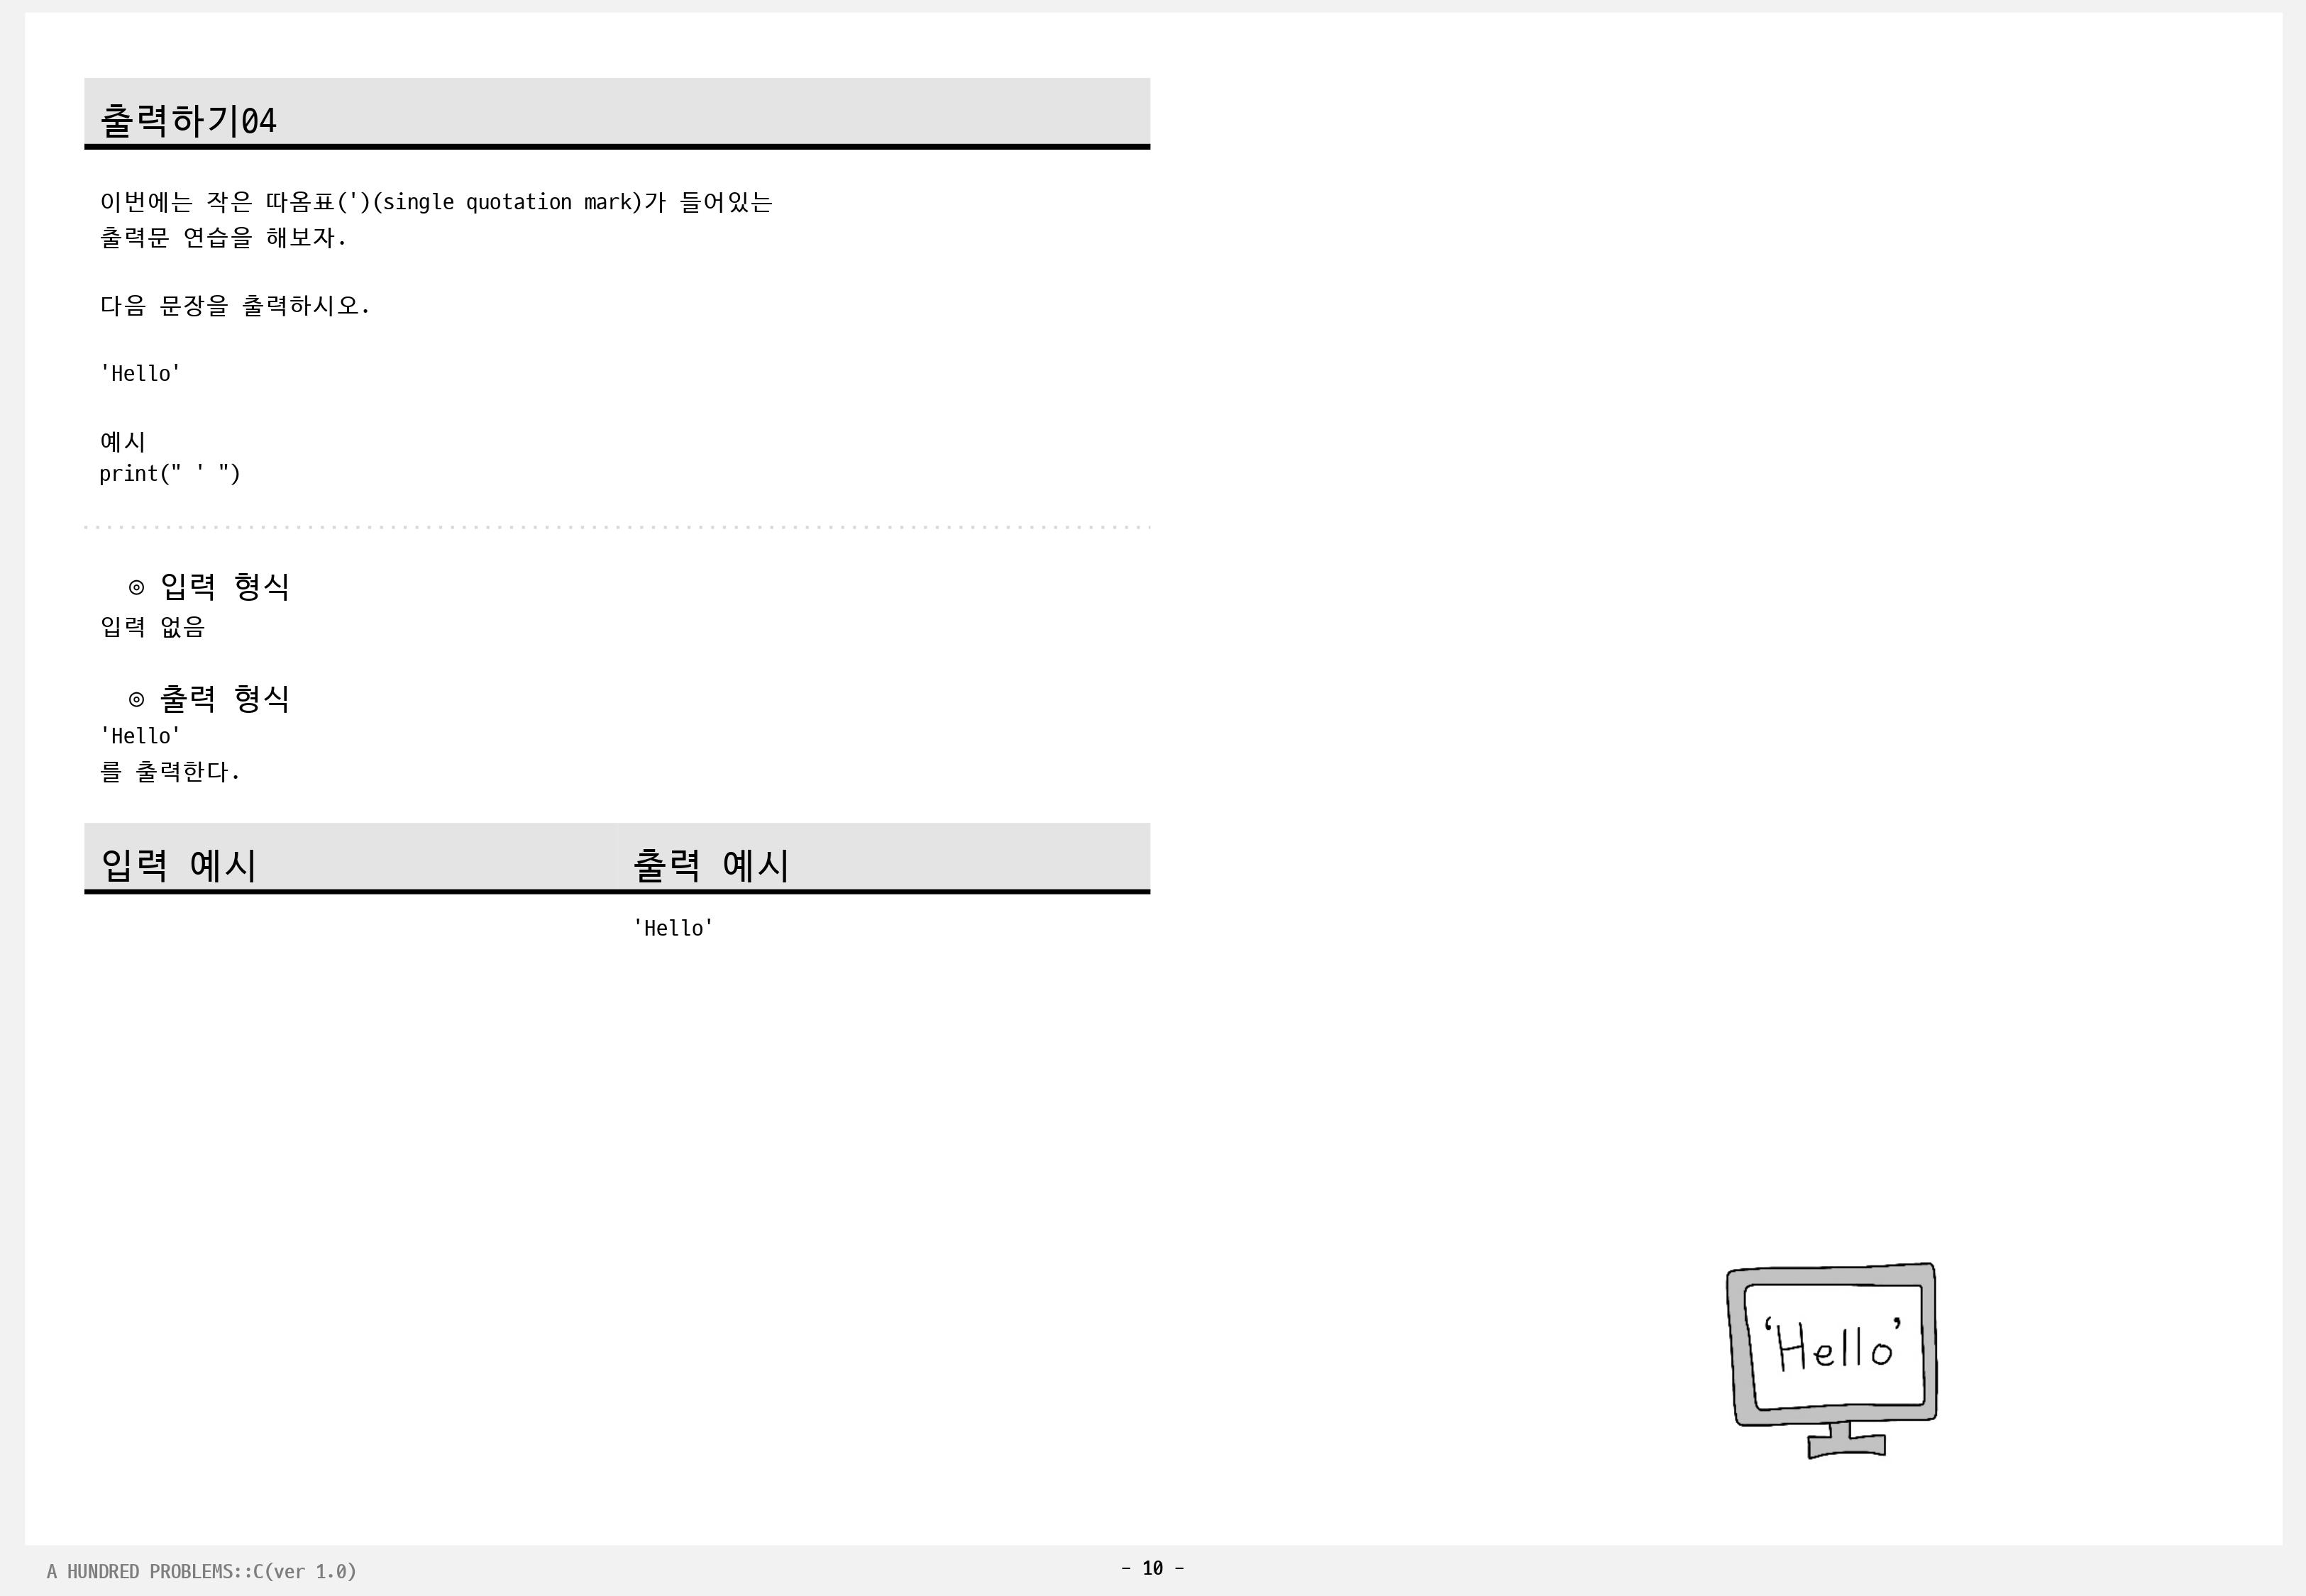 출력하기04
이번에는 작은 따옴표(')(single quotation mark)가 들어있는
출력문 연습을 해보자.
다음 문장을 출력하시오.
'Hello'
예시
print(" ' ")
◎ 입력 형식
입력 없음
◎ 출력 형식
'Hello'
를 출력한다.
입력 예시 출력 예시
'Hello'
‘Hello’
A HUNDRED PROBLEMS::C(ver 1.0)
- 10 -